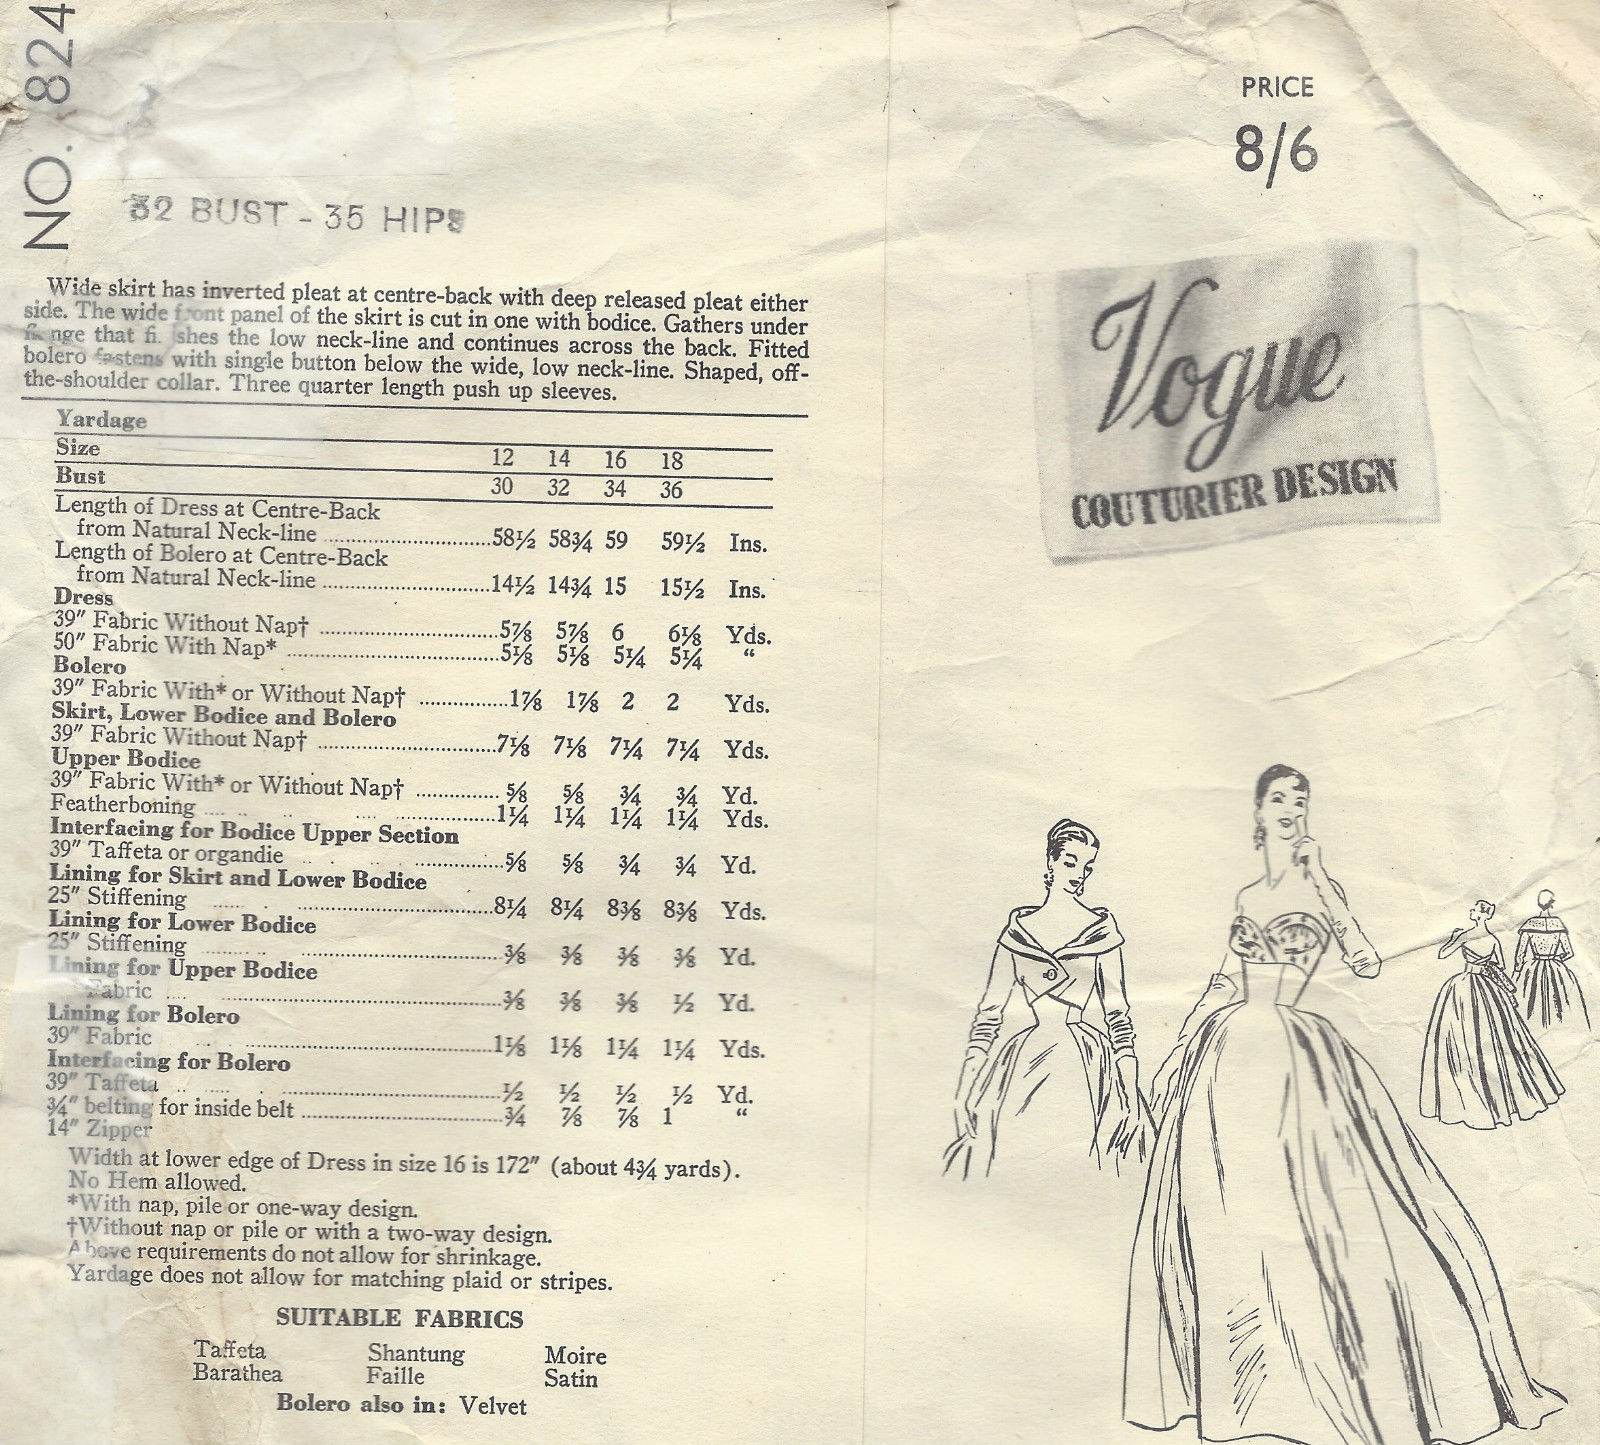 NO. 824
32 BUST - 35 HIPS
Wide skirt has inverted pleat at centre-back with deep released pleat either
side. The wide front panel of the skirt is cut in one with bodice. Gathers under
that the low neck-line and continues across the back. Fitted
bolero fastens with single button below the wide, low neck-line. Shaped, off-
the-shoulder collar. Three quarter length push up sleeves.
Yardage
Size 12 14 16 18
Bust 30 32 34 36
Length of Dress at Centre-Back
from Natural Neck-line 58½ 58¾ 59 59½ Ins.
Length of Bolero at Centre-Back
from Natural Neck-line 14½ 14¾ 15 15½ Ins.
Dress
39" Fabric Without Nap† 5⅞ 5⅞ 6 6⅛ Yds.
50" Fabric With Nap* 5⅛ 5⅛ 5¼ 5¼ "
Bolero
39" Fabric With* or Without Nap† 1⅞ 1⅞ 2 2 Yds.
Skirt, Lower Bodice and Bolero
39" Fabric Without Nap† 7⅛ 7⅛ 7¼ 7¼ Yds.
Upper Bodice
39" Fabric With* or Without Nap† ⅝ ⅝ ¾ ¾ Yd.
Featherboning 1¼ 1¼ 1¼ 1¼ Yds.
Interfacing for Bodice Upper Section
39" Taffeta or organdie ⅝ ⅝ ¾ ¾ Yd.
Lining for Skirt and Lower Bodice
25" Stiffening 8¼ 8¼ 8⅜ 8⅜ Yds.
Lining for Lower Bodice
25" Stiffening ⅜ ⅜ ⅜ ⅜ Yd.
Lining for Upper Bodice
Fabric ⅜ ⅜ ⅜ ½ Yd.
Lining for Bolero
39" Fabric 1⅛ 1⅛ 1¼ 1¼ Yds.
Interfacing for Bolero
39" Taffeta ½ ½ ½ ½ Yd.
¾" belting for inside belt ¾ ⅞ ⅞ 1 "
14" Zipper
Width at lower edge of Dress in size 16 is 172" (about 4¾ yards).
No Hem allowed.
*With nap, pile or one-way design.
†Without nap or pile or with a two-way design.
Above requirements do not allow for shrinkage.
Yardage does not allow for matching plaid or stripes.
SUITABLE FABRICS
Taffeta Shantung Moire
Barathea Faille Satin
Bolero also in: Velvet
PRICE
8/6
Vogue
COUTURIER DESIGN